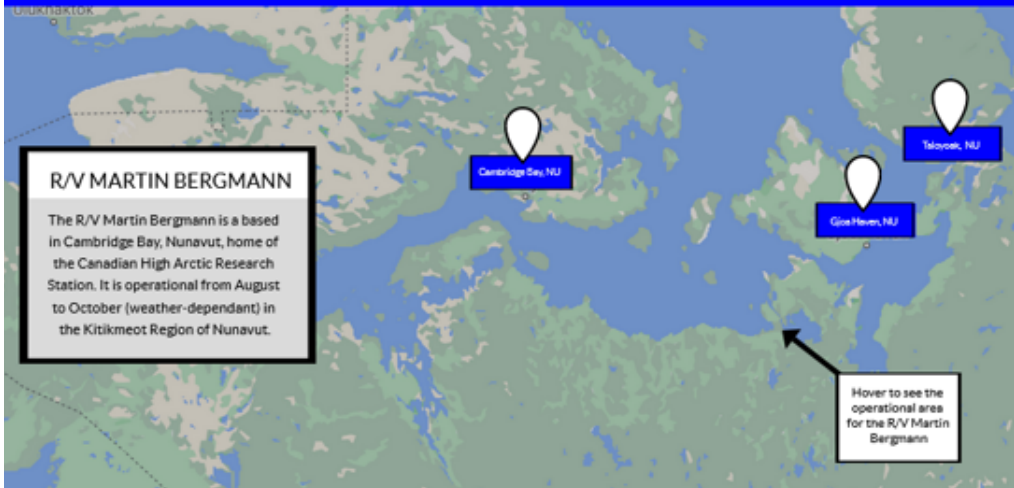 Ulukhaktok
Cambridge Bay, NU
Taloyoak, NU
Gjoa Haven, NU
R/V MARTIN BERGMANN
The R/V Martin Bergmann is a based
in Cambridge Bay, Nunavut, home of
the Canadian High Arctic Research
Station. It is operational from August
to October (weather-dependant) in
the Kitikmeot Region of Nunavut.
Hover to see the
operational area
for the R/V Martin
Bergmann